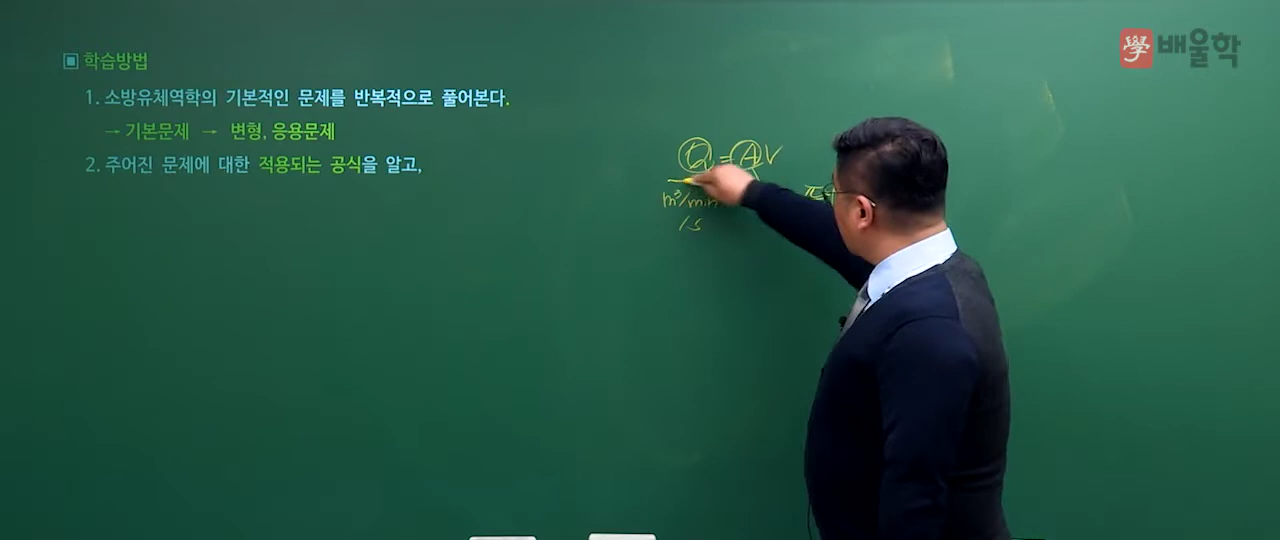 學 배울학
▣ 학습방법
1. 소방유체역학의 기본적인 문제를 반복적으로 풀어본다.
→ 기본문제 → 변형, 응용문제
2. 주어진 문제에 대한 적용되는 공식을 알고,
Q = AV
m³/min
/s